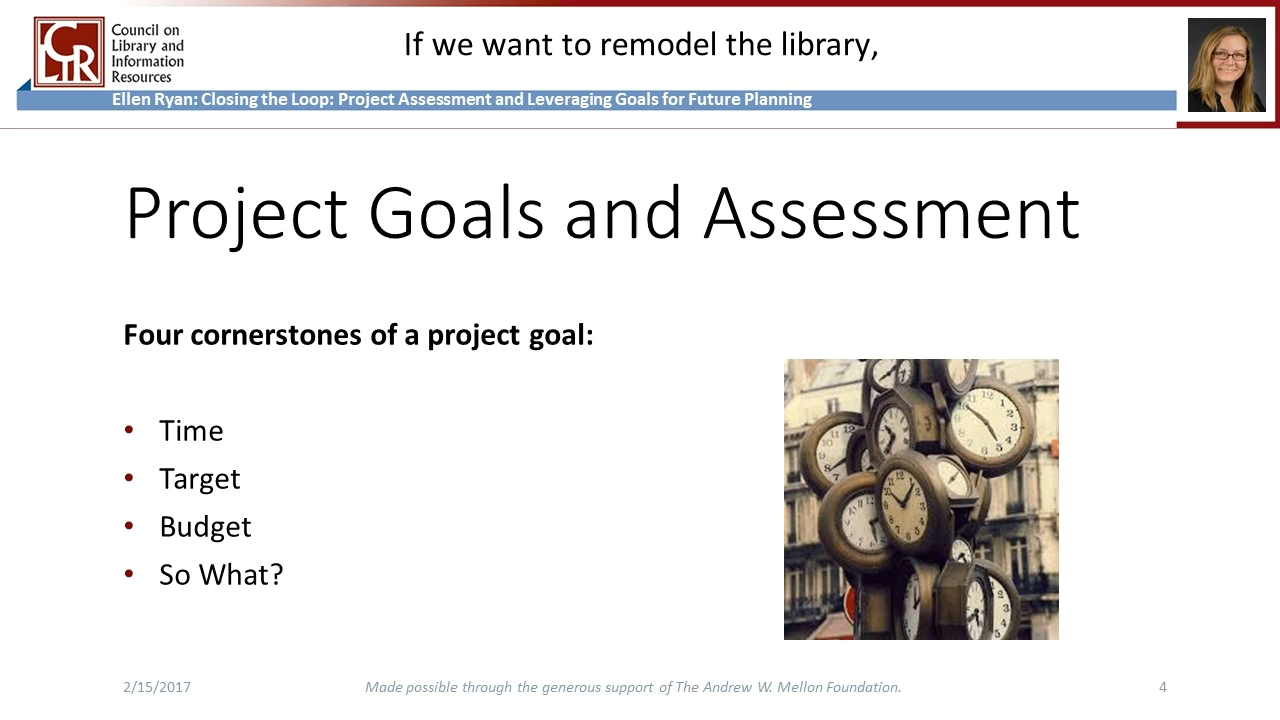 CLIR
Council on
Library and
Information
Resources
If we want to remodel the library,
Ellen Ryan: Closing the Loop: Project Assessment and Leveraging Goals for Future Planning
Project Goals and Assessment
Four cornerstones of a project goal:
• Time
• Target
• Budget
• So What?
2/15/2017
Made possible through the generous support of The Andrew W. Mellon Foundation.
4